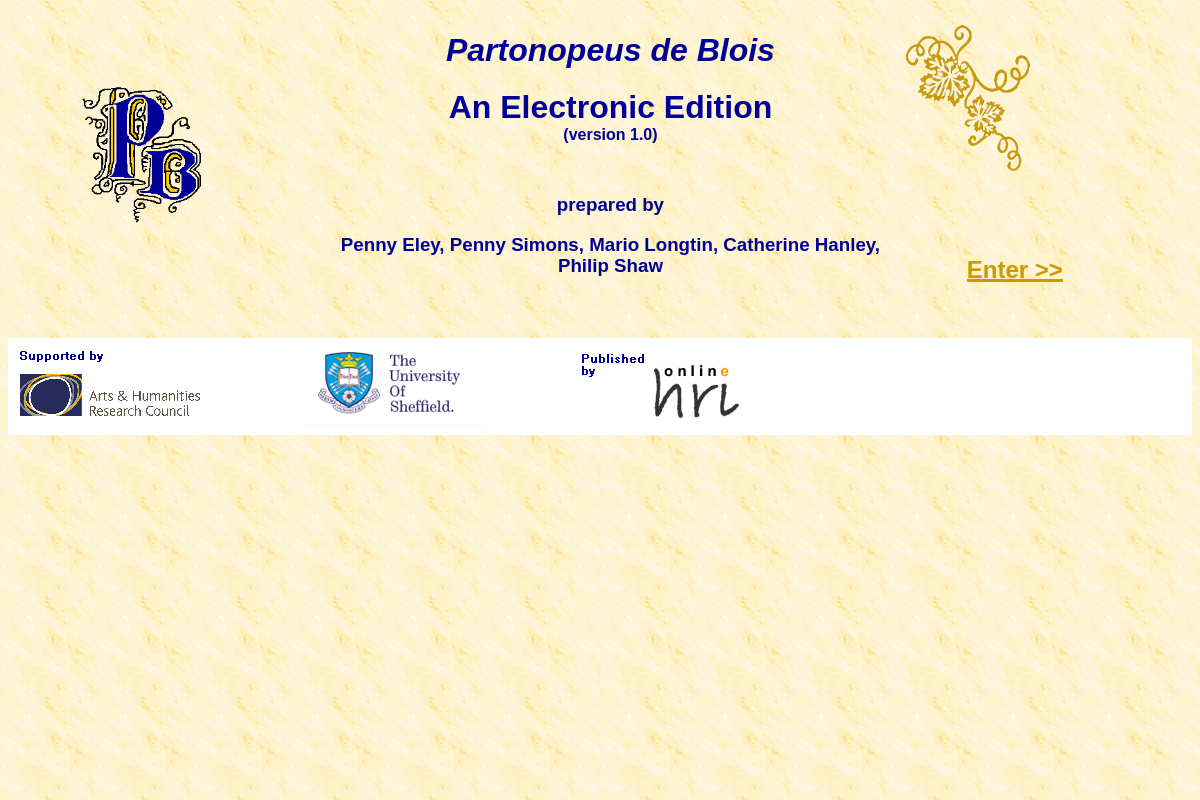 Partonopeus de Blois
An Electronic Edition
(version 1.0)
PB
prepared by
Penny Eley, Penny Simons, Mario Longtin, Catherine Hanley,
Philip Shaw
Enter >>
Supported by
Arts & Humanities
Research Council
The
University
Of
Sheffield.
Published
by
online
hri